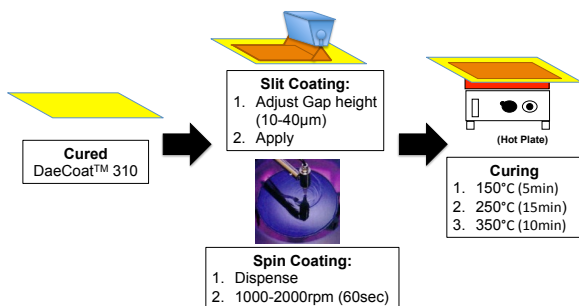 Cured
DaeCoat™ 310
Slit Coating:
1. Adjust Gap height
(10-40µm)
2. Apply
Spin Coating:
1. Dispense
2. 1000-2000rpm (60sec)
(Hot Plate)
Curing
1. 150°C (5min)
2. 250°C (15min)
3. 350°C (10min)